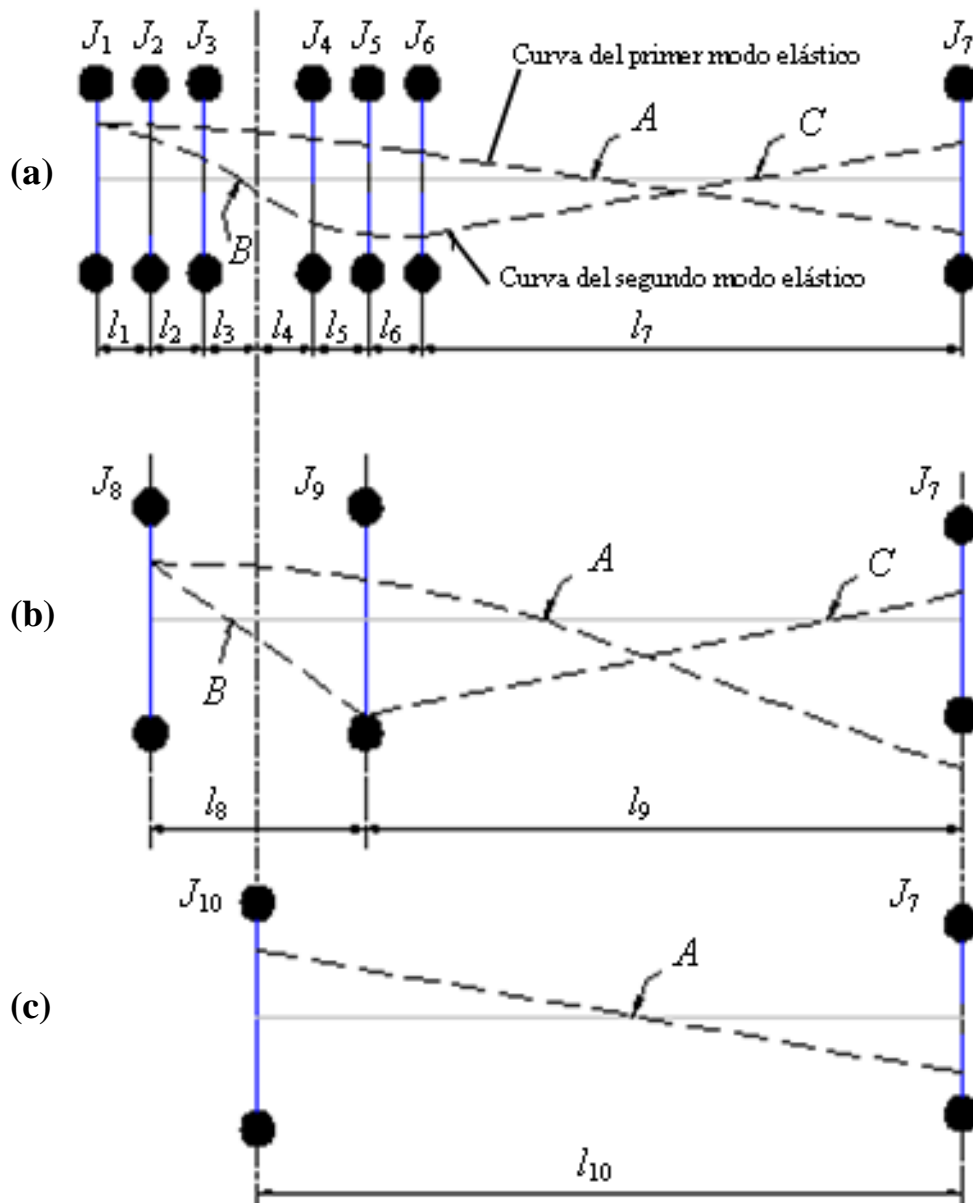 J₁ J₂ J₃ J₄ J₅ J₆ J₇
Curva del primer modo elástico
A C
(a)
B
Curva del segundo modo elástico
l₁ l₂ l₃ l₄ l₅ l₆ l₇
J₈ J₉ J₇
A C
(b)
B
l₈ l₉
J₁₀ J₇
A
(c)
l₁₀